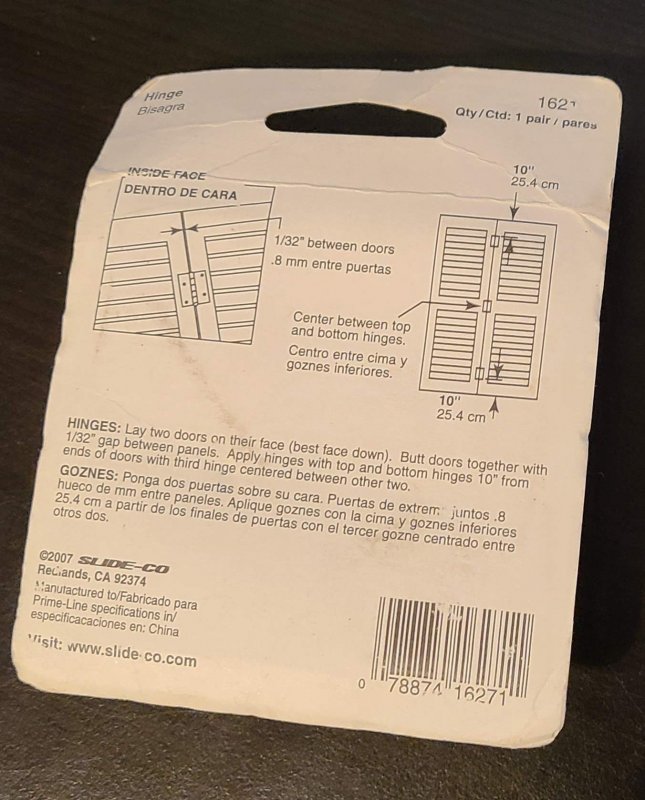 Hinge
Bisagra
Qty/Ctd: 1 pair / pares
INSIDE FACE
DENTRO DE CARA
1/32" between doors
.8 mm entre puertas
10"
25.4 cm
Center between top
and bottom hinges.
Centro entre cima y
goznes inferiores.
10"
25.4 cm
HINGES: Lay two doors on their face (best face down). Butt doors together with
1/32" gap between panels. Apply hinges with top and bottom hinges 10" from
ends of doors with third hinge centered between other two.
GOZNES: Ponga dos puertas sobre su cara. Puertas de extrem juntos .8
hueco de mm entre paneles. Aplique goznes con la cima y goznes inferiores
25.4 cm a partir de los finales de puertas con el tercer gozne centrado entre
otros dos.
©2007 SLIDE-CO
Redlands, CA 92374
Manufactured to/Fabricado para
Prime-Line specifications in/
especificacaciones en: China
Visit: www.slide-co.com
0 78874 16271